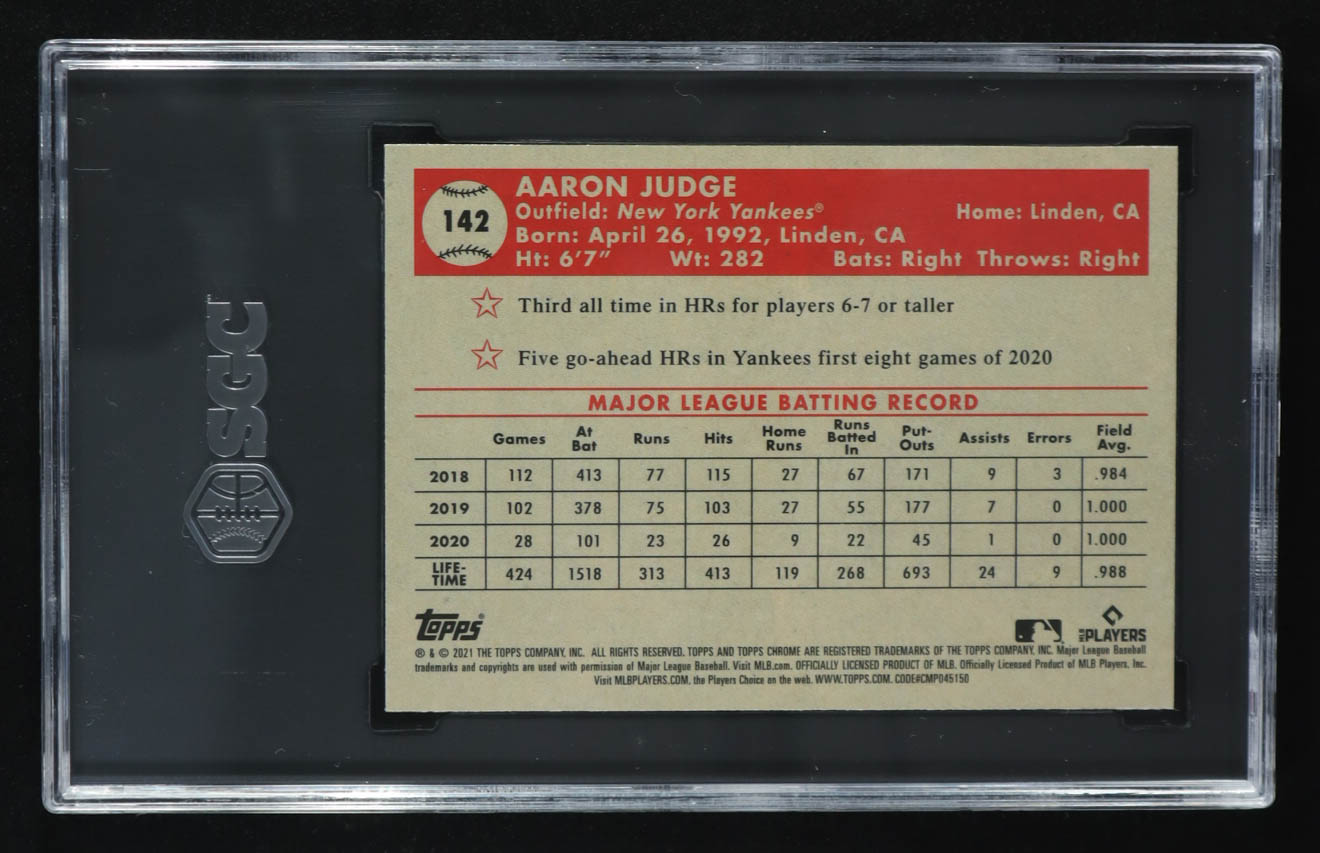 SGC
142
AARON JUDGE
Outfield: New York Yankees® Home: Linden, CA
Born: April 26, 1992, Linden, CA
Ht: 6'7" Wt: 282 Bats: Right Throws: Right
Third all time in HRs for players 6-7 or taller
Five go-ahead HRs in Yankees first eight games of 2020
MAJOR LEAGUE BATTING RECORD
Games At Bat Runs Hits Home Runs Runs Batted In Put-Outs Assists Errors Field Avg.
2018 112 413 77 115 27 67 171 9 3 .984
2019 102 378 75 103 27 55 177 7 0 1.000
2020 28 101 23 26 9 22 45 1 0 1.000
LIFE-TIME 424 1518 313 413 119 268 693 24 9 .988
Topps® MLB PLAYERS
® & © 2021 THE TOPPS COMPANY, INC. ALL RIGHTS RESERVED. TOPPS AND TOPPS CHROME ARE REGISTERED TRADEMARKS OF THE TOPPS COMPANY, INC. Major League Baseball
trademarks and copyrights are used with permission of Major League Baseball. Visit MLB.com. OFFICIALLY LICENSED PRODUCT OF MLB. Officially Licensed Product of MLB Players, Inc.
Visit MLBPLAYERS.COM, the Players Choice on the web. WWW.TOPPS.COM. CODE#CMP045150